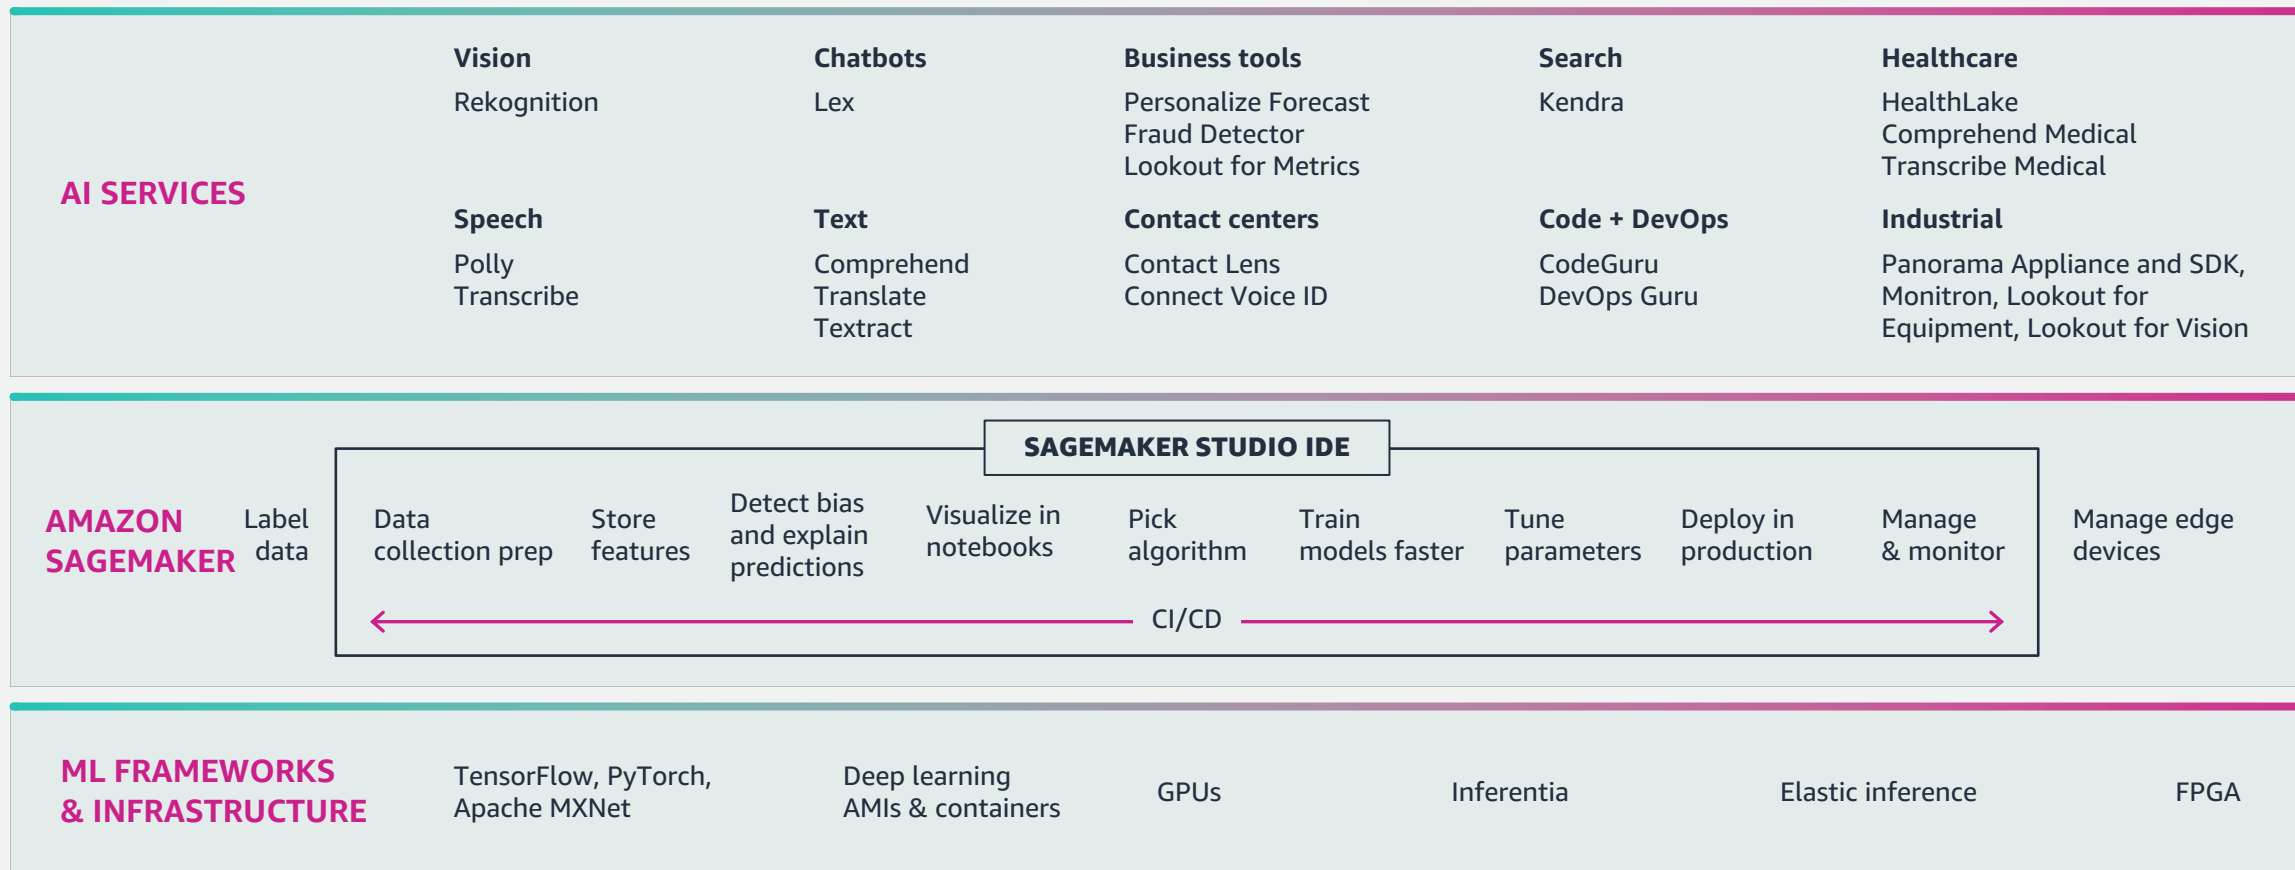 AI SERVICES
Vision
Rekognition
Chatbots
Lex
Business tools
Personalize Forecast
Fraud Detector
Lookout for Metrics
Search
Kendra
Healthcare
HealthLake
Comprehend Medical
Transcribe Medical
Speech
Polly
Transcribe
Text
Comprehend
Translate
Textract
Contact centers
Contact Lens
Connect Voice ID
Code + DevOps
CodeGuru
DevOps Guru
Industrial
Panorama Appliance and SDK,
Monitron, Lookout for
Equipment, Lookout for Vision
AMAZON
SAGEMAKER
SAGEMAKER STUDIO IDE
Label
data
Data
collection prep
Store
features
Detect bias
and explain
predictions
Visualize in
notebooks
Pick
algorithm
Train
models faster
Tune
parameters
Deploy in
production
Manage
& monitor
Manage edge
devices
CI/CD
ML FRAMEWORKS
& INFRASTRUCTURE
TensorFlow, PyTorch,
Apache MXNet
Deep learning
AMIs & containers
GPUs
Inferentia
Elastic inference
FPGA